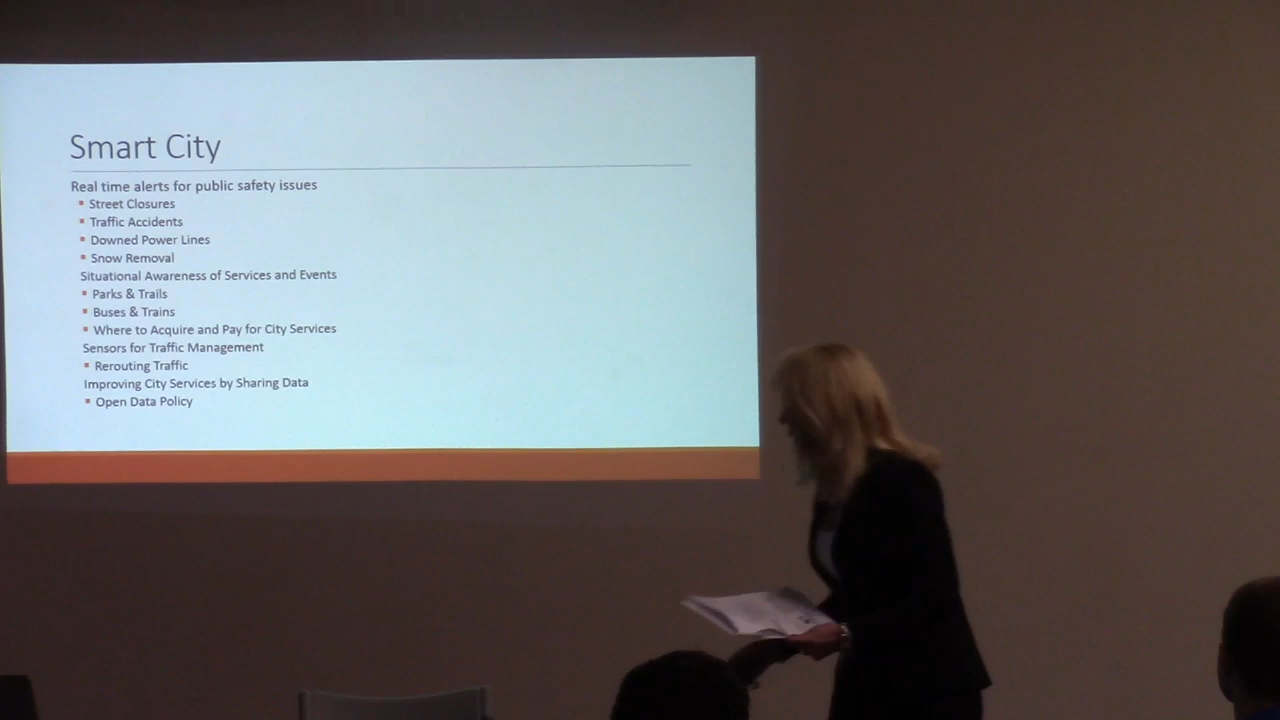 Smart City
Real time alerts for public safety issues
▪ Street Closures
▪ Traffic Accidents
▪ Downed Power Lines
▪ Snow Removal
Situational Awareness of Services and Events
▪ Parks & Trails
▪ Buses & Trains
▪ Where to Acquire and Pay for City Services
Sensors for Traffic Management
▪ Rerouting Traffic
Improving City Services by Sharing Data
▪ Open Data Policy